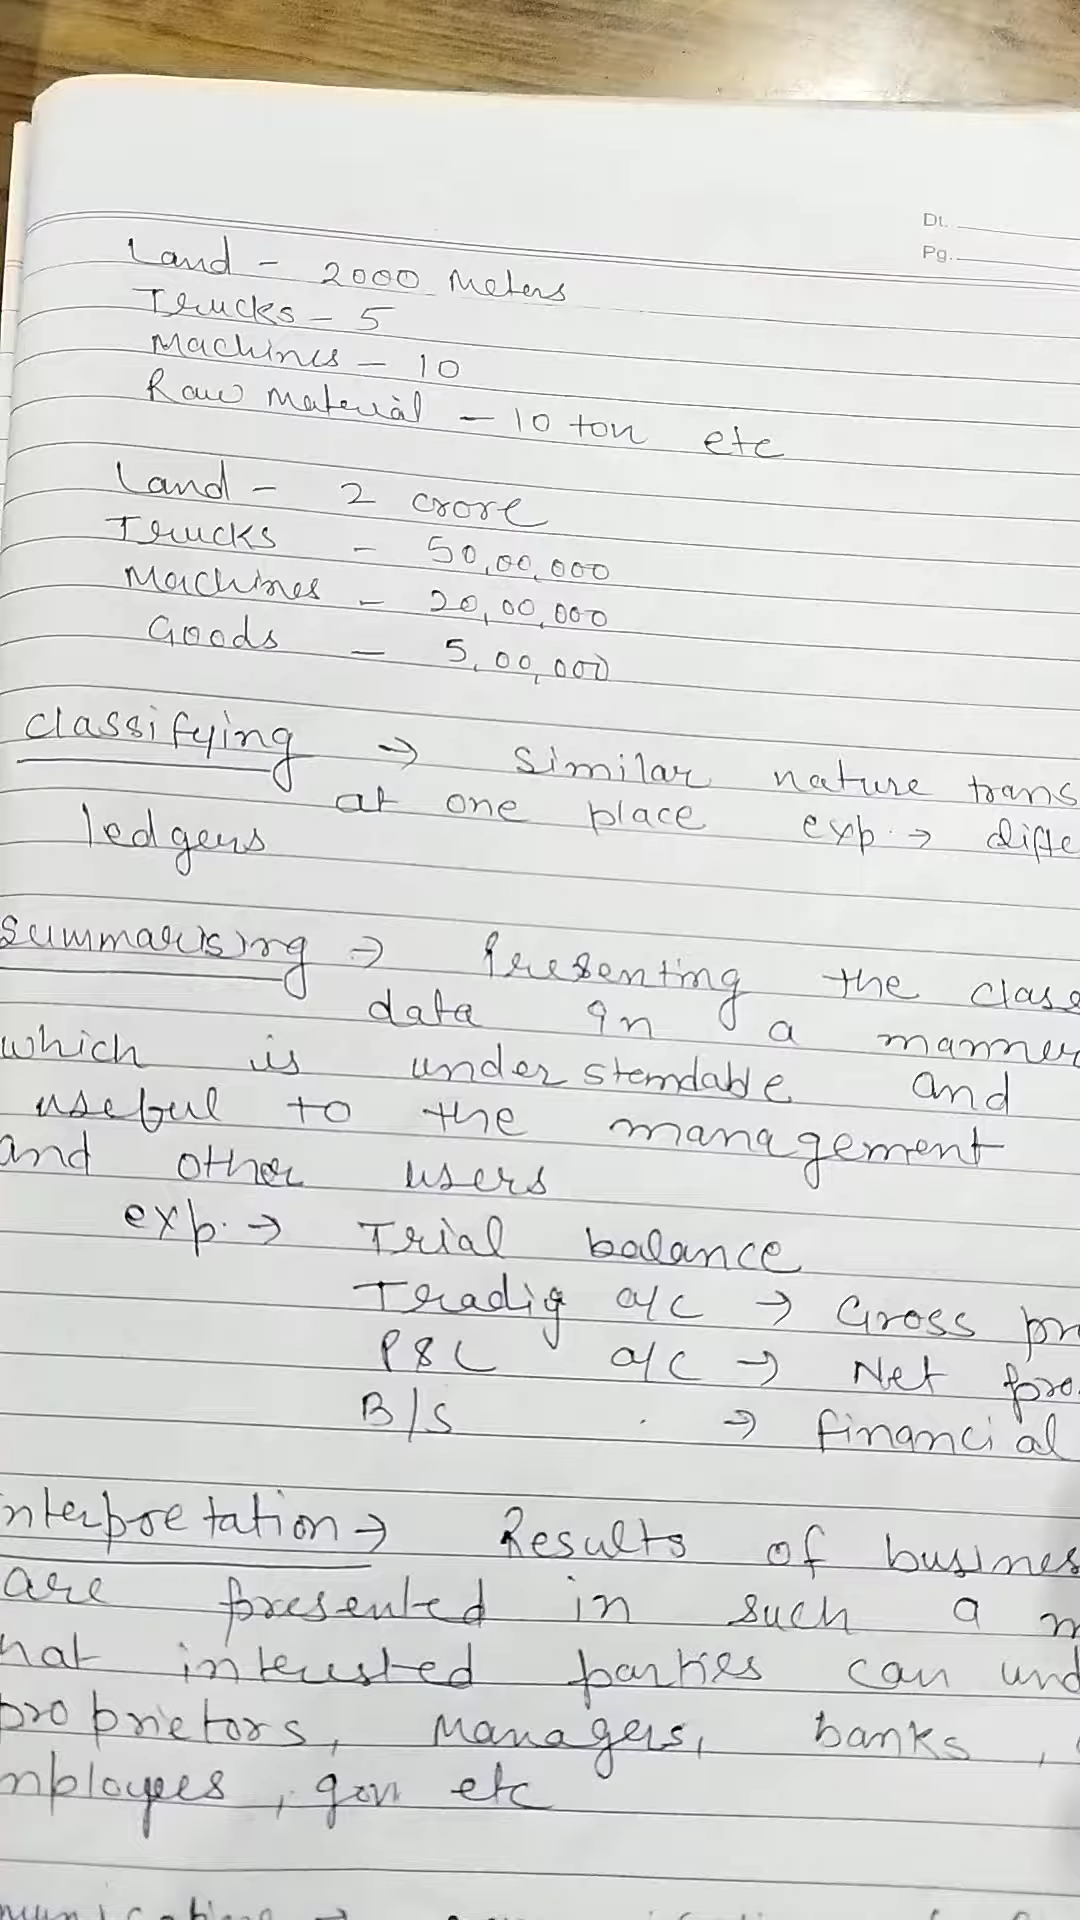 Dt.
Pg.
Land - 2000 Meters
Trucks - 5
Machines - 10
Raw Material - 10 ton etc
Land - 2 crore
Trucks - 50,00,000
Machines - 20,00,000
Goods - 5,00,000
classifying → similar nature trans
at one place exp. → diffe
ledgers
Summarising → Presenting the class
data in a manner
which is understandable and
useful to the management
and other users
exp. → Trial balance
Tradig a/c → Gross pr
P&L a/c → Net pro
B/S → financial
nterpretation → Results of busines
are presented in such a m
hat interested parties can und
proprietors, Managers, banks,
mployees, gov etc